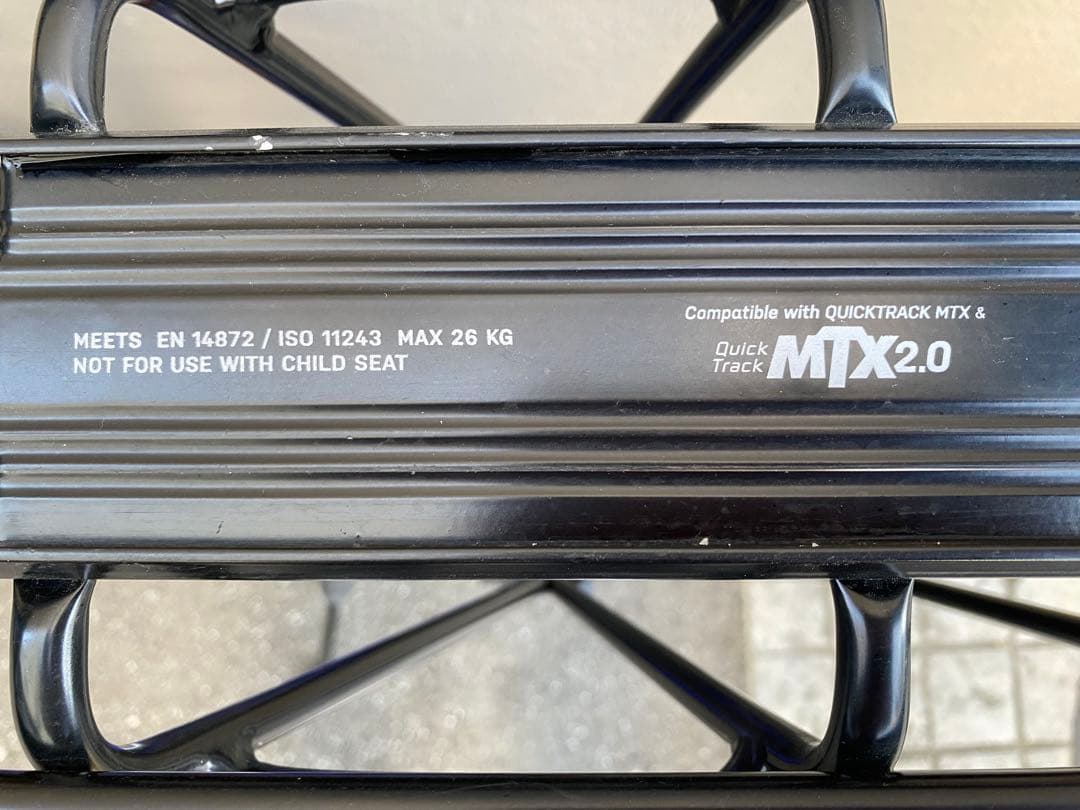 MEETS EN 14872 / ISO 11243 MAX 26 KG
NOT FOR USE WITH CHILD SEAT
Compatible with QUICKTRACK MTX &
Quick
Track MTX2.0